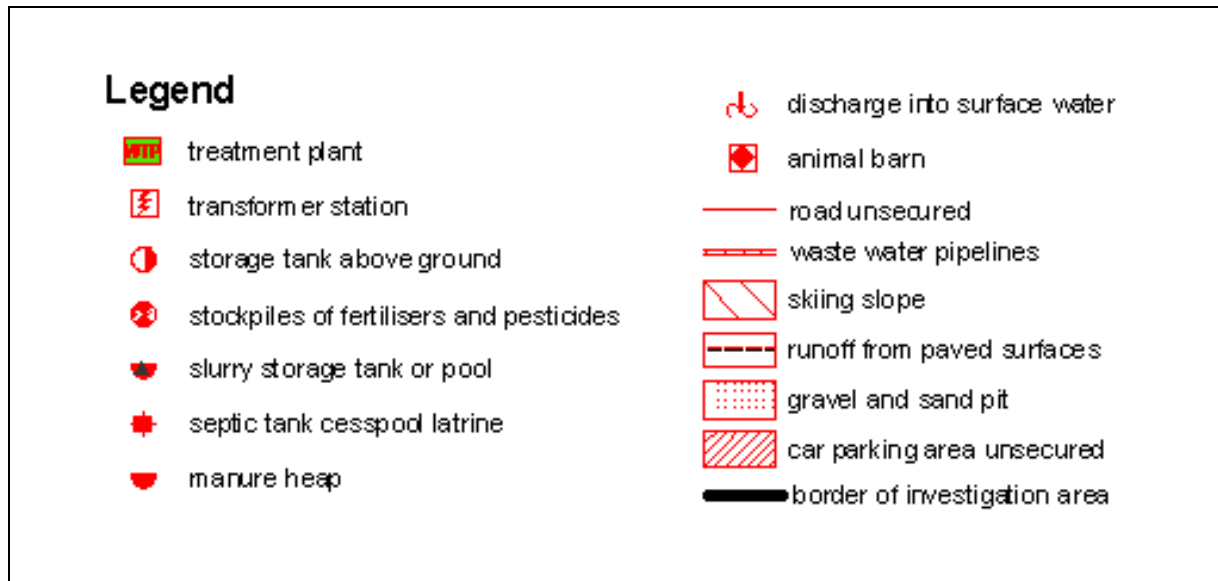 Legend
WTP treatment plant
transformer station
storage tank above ground
stockpiles of fertilisers and pesticides
slurry storage tank or pool
septic tank cesspool latrine
manure heap
discharge into surface water
animal barn
road unsecured
waste water pipelines
skiing slope
runoff from paved surfaces
gravel and sand pit
car parking area unsecured
border of investigation area